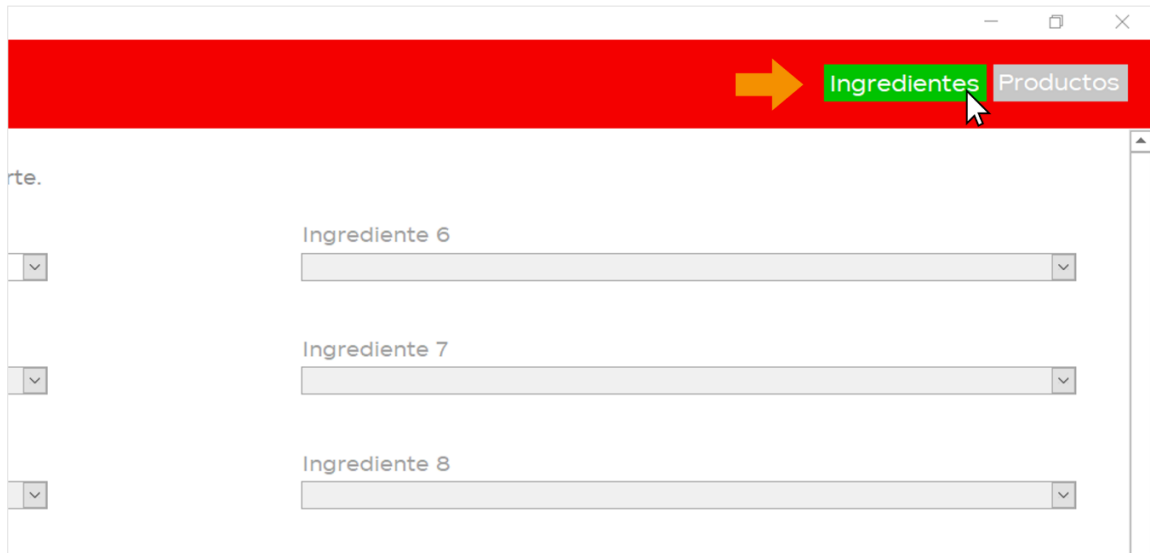 Ingredientes Productos
rte.
Ingrediente 6
Ingrediente 7
Ingrediente 8